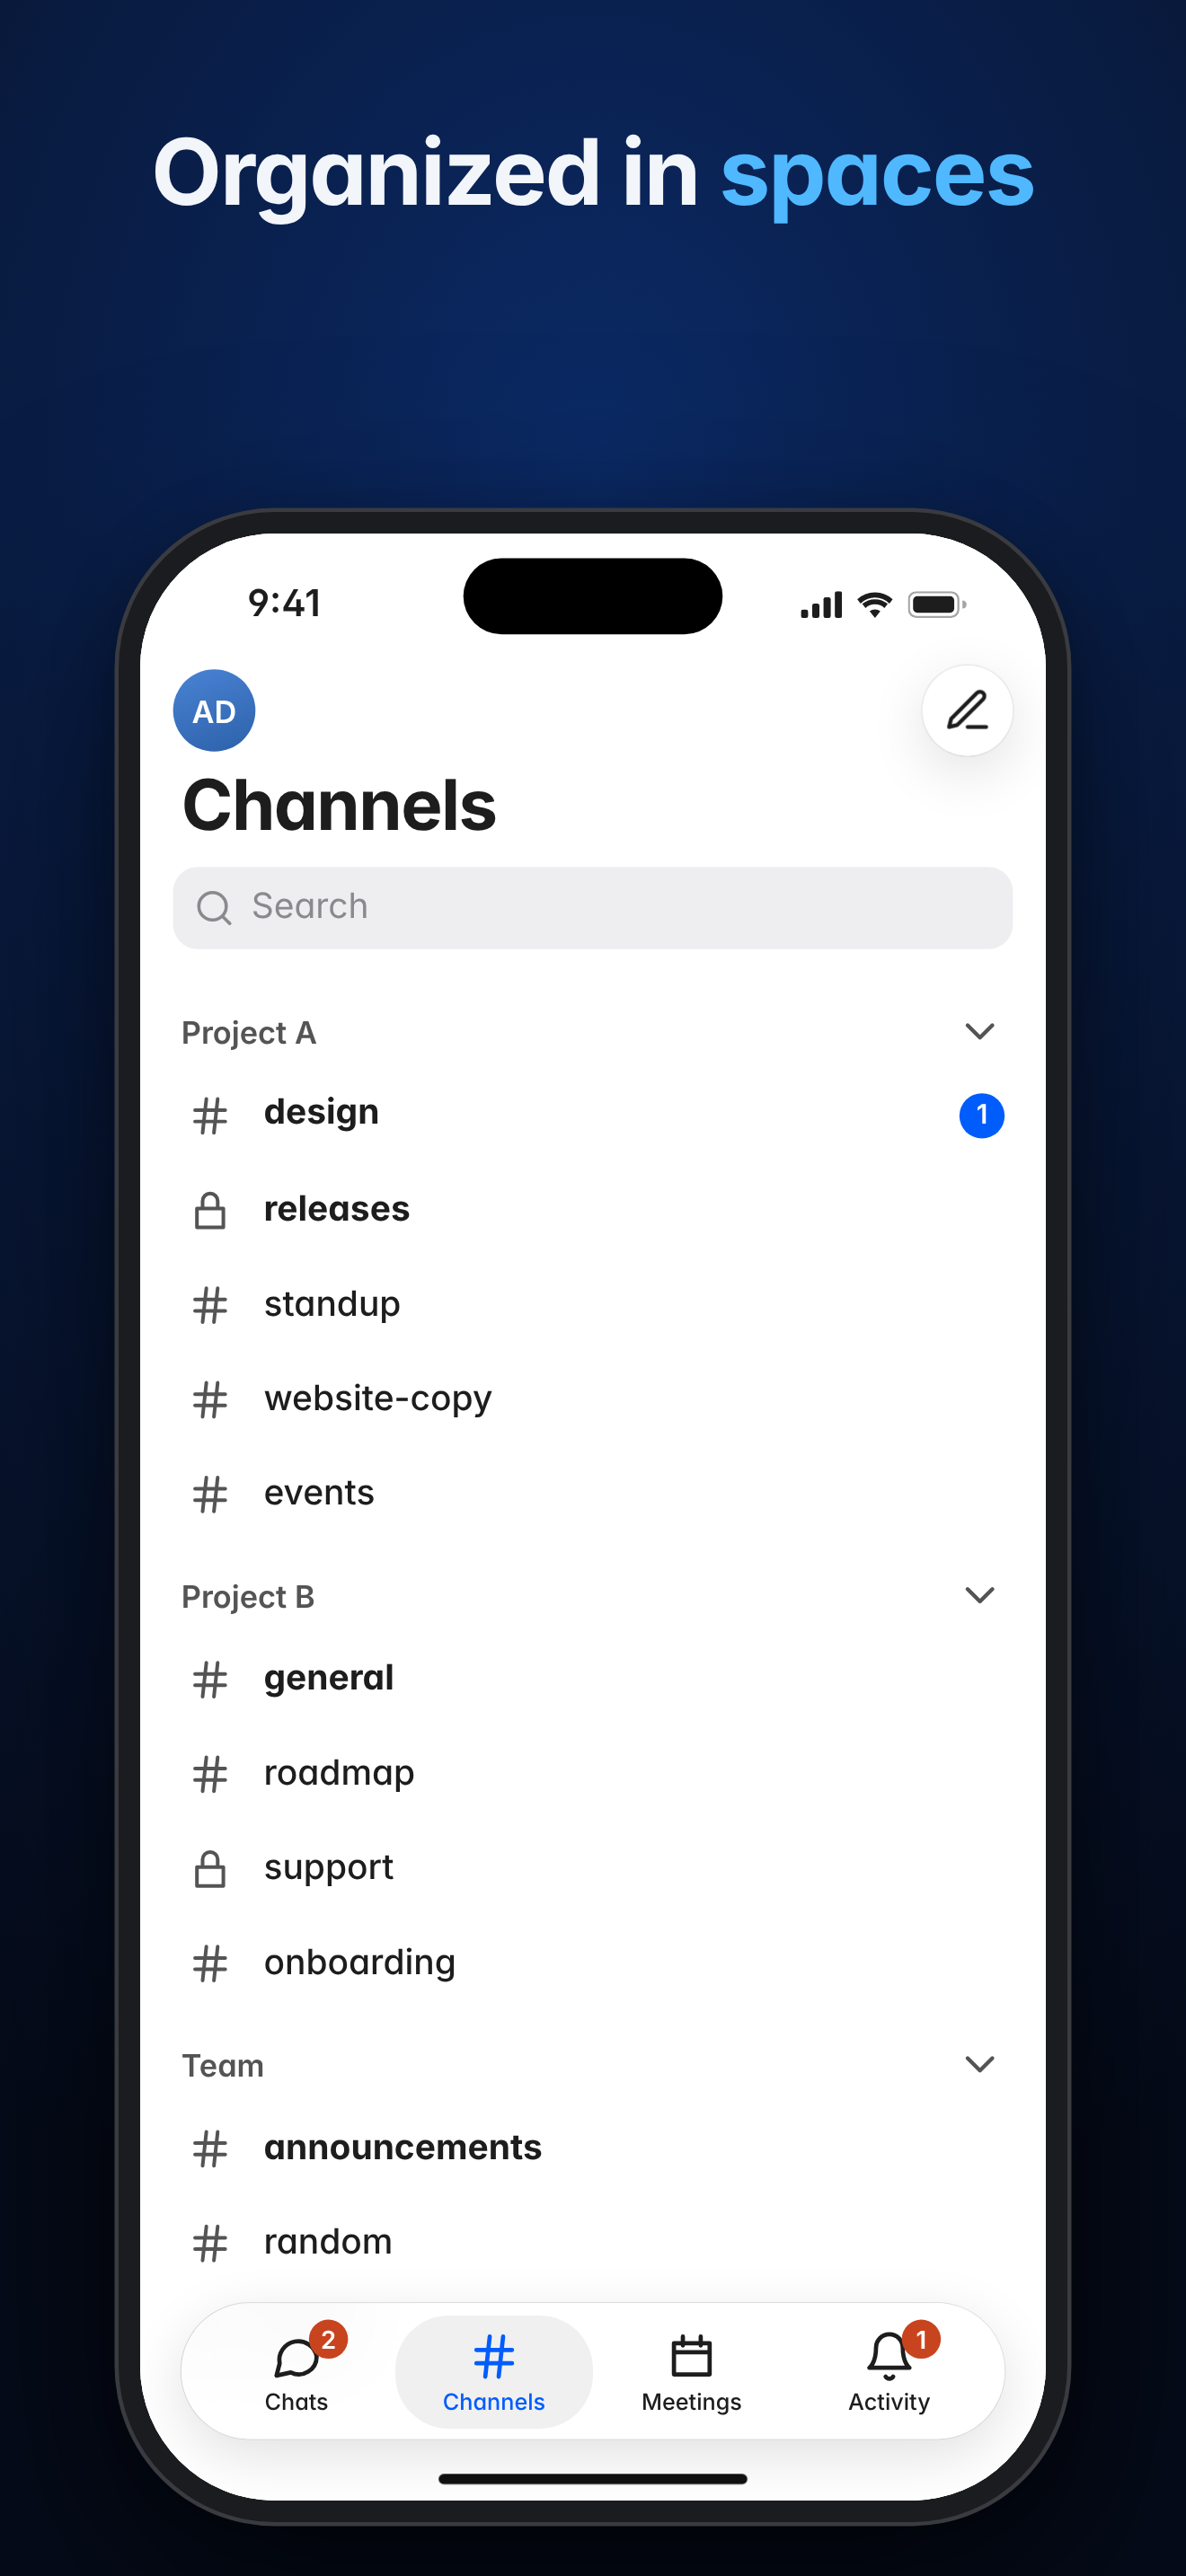 Organized in spaces
9:41
AD
Channels
Search
Project A
design 1
releases
standup
website-copy
events
Project B
general
roadmap
support
onboarding
Team
announcements
random
2 1
Chats Channels Meetings Activity